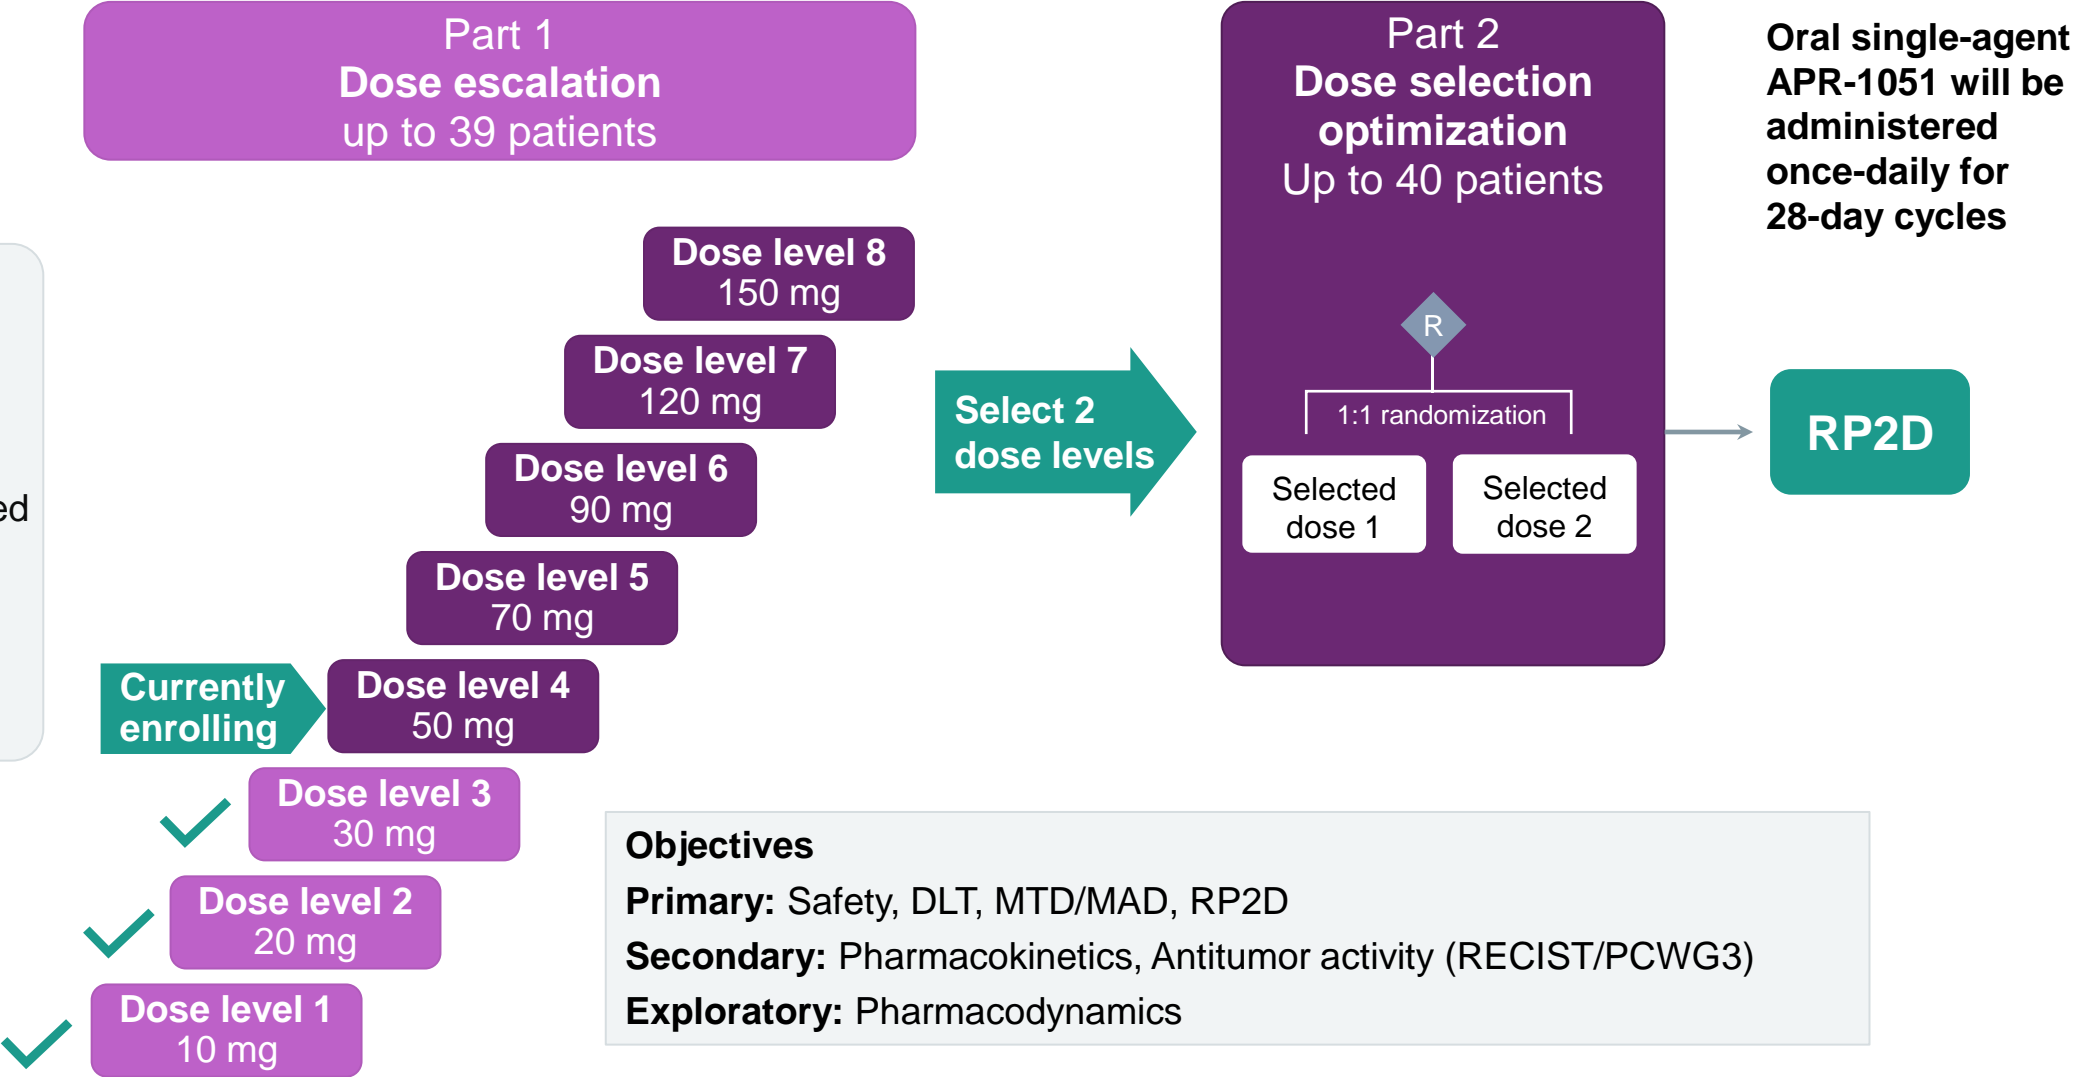 Part 1
Dose escalation
up to 39 patients
Part 2
Dose selection
optimization
Up to 40 patients
Oral single-agent
APR-1051 will be
administered
once-daily for
28-day cycles
Dose level 8
150 mg
Dose level 7
120 mg
Dose level 6
90 mg
Dose level 5
70 mg
Currently
enrolling
Dose level 4
50 mg
Dose level 3
30 mg
Dose level 2
20 mg
Dose level 1
10 mg
Select 2
dose levels
R
1:1 randomization
Selected
dose 1
Selected
dose 2
RP2D
Objectives
Primary: Safety, DLT, MTD/MAD, RP2D
Secondary: Pharmacokinetics, Antitumor activity (RECIST/PCWG3)
Exploratory: Pharmacodynamics